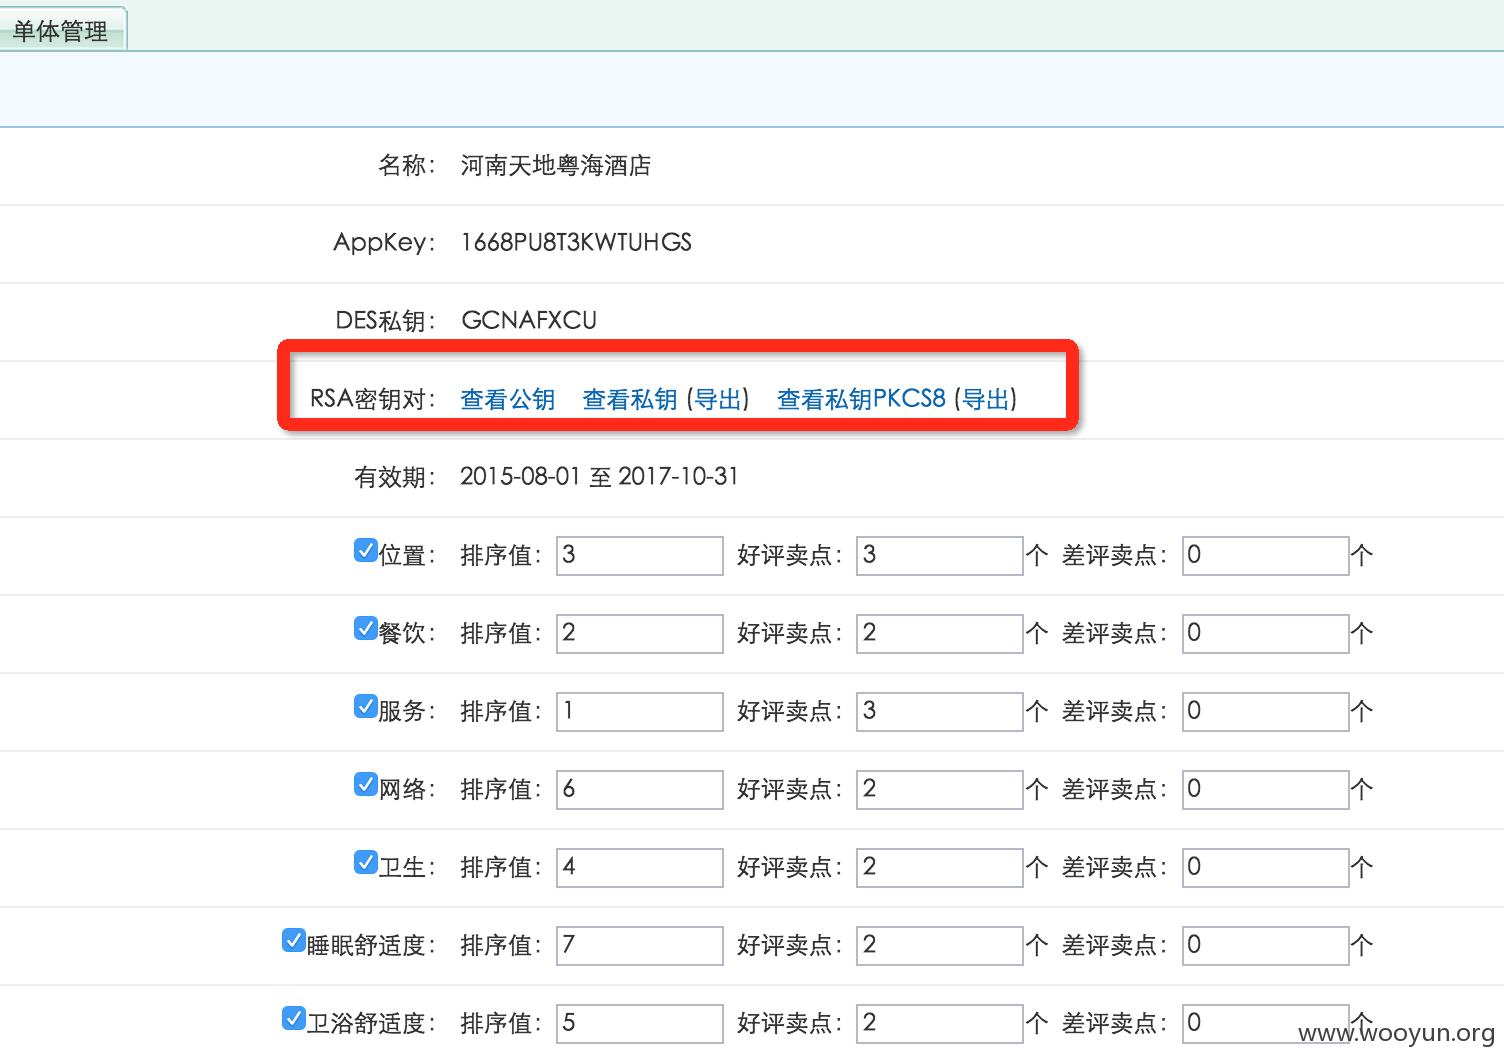 单体管理
名称： 河南天地粤海酒店
AppKey： 1668PU8T3KWTUHGS
DES私钥： GCNAFXCU
RSA密钥对： 查看公钥 查看私钥 (导出) 查看私钥PKCS8 (导出)
有效期： 2015-08-01 至 2017-10-31
位置： 排序值： 3 好评卖点： 3 个 差评卖点： 0 个
餐饮： 排序值： 2 好评卖点： 2 个 差评卖点： 0 个
服务： 排序值： 1 好评卖点： 3 个 差评卖点： 0 个
网络： 排序值： 6 好评卖点： 2 个 差评卖点： 0 个
卫生： 排序值： 4 好评卖点： 2 个 差评卖点： 0 个
睡眠舒适度： 排序值： 7 好评卖点： 2 个 差评卖点： 0 个
卫浴舒适度： 排序值： 5 好评卖点： 2 个 差评卖点： 0 个
www.wooyun.org